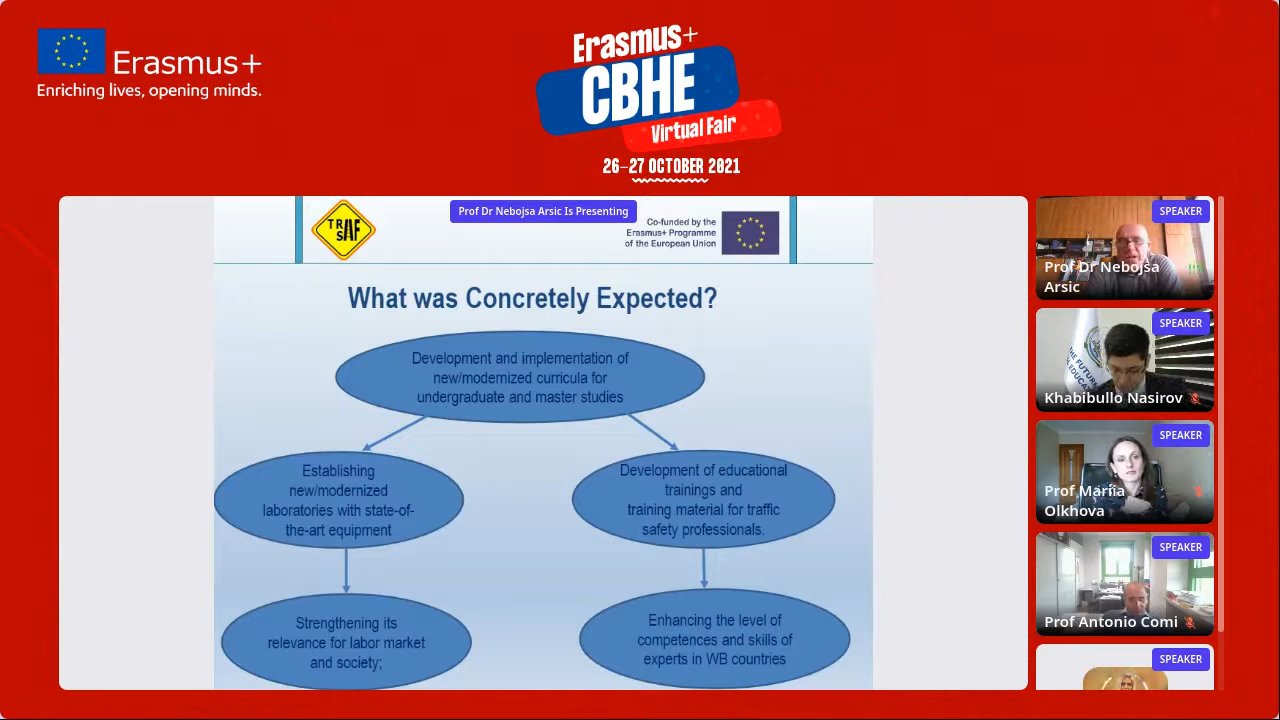 Erasmus+
Enriching lives, opening minds.
Erasmus+
CBHE
Virtual Fair
26–27 OCTOBER 2021
TR
SAF
Prof Dr Nebojsa Arsic Is Presenting
Co-funded by the
Erasmus+ Programme
of the European Union
What was Concretely Expected?
Development and implementation of
new/modernized curricula for
undergraduate and master studies
Establishing
new/modernized
laboratories with state-of-
the-art equipment
Development of educational
trainings and
training material for traffic
safety professionals.
Strengthening its
relevance for labor market
and society;
Enhancing the level of
competences and skills of
experts in WB countries
SPEAKER
Prof Dr Nebojsa
Arsic
SPEAKER
THE FUTUR
EDUCA
Khabibullo Nasirov
SPEAKER
Prof Mariia
Olkhova
SPEAKER
Prof Antonio Comi
SPEAKER